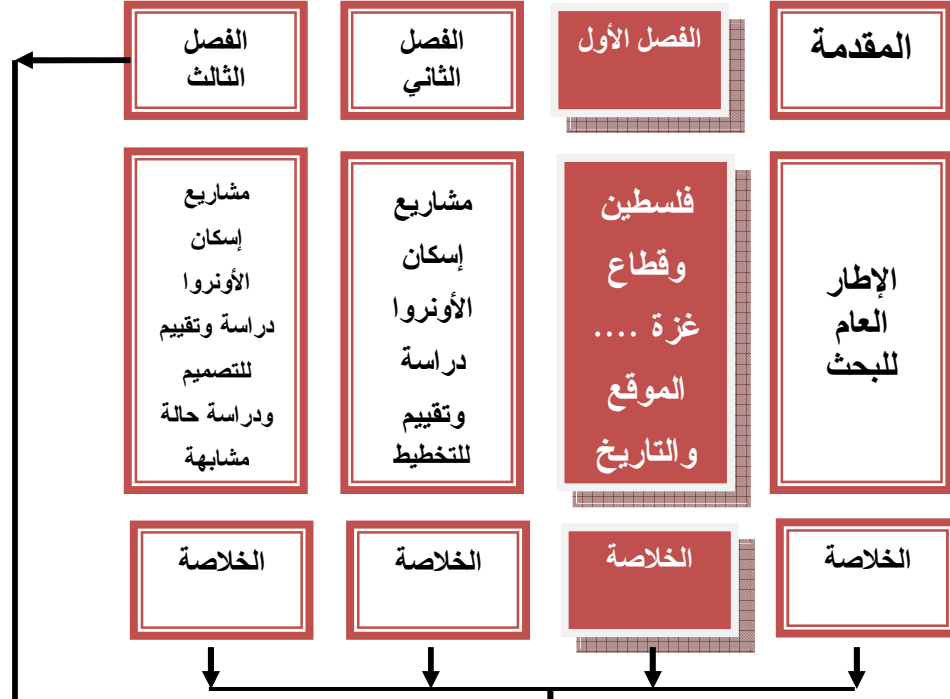 المقدمة
الفصل الأول
الفصل
الثاني
الفصل
الثالث
الإطار
العام
للبحث
فلسطين
وقطاع
غزة ....
الموقع
والتاريخ
مشاريع
إسكان
الأونروا
دراسة
وتقييم
للتخطيط
مشاريع
إسكان
الأونروا
دراسة وتقييم
للتصميم
ودراسة حالة
مشابهة
الخلاصة
الخلاصة
الخلاصة
الخلاصة